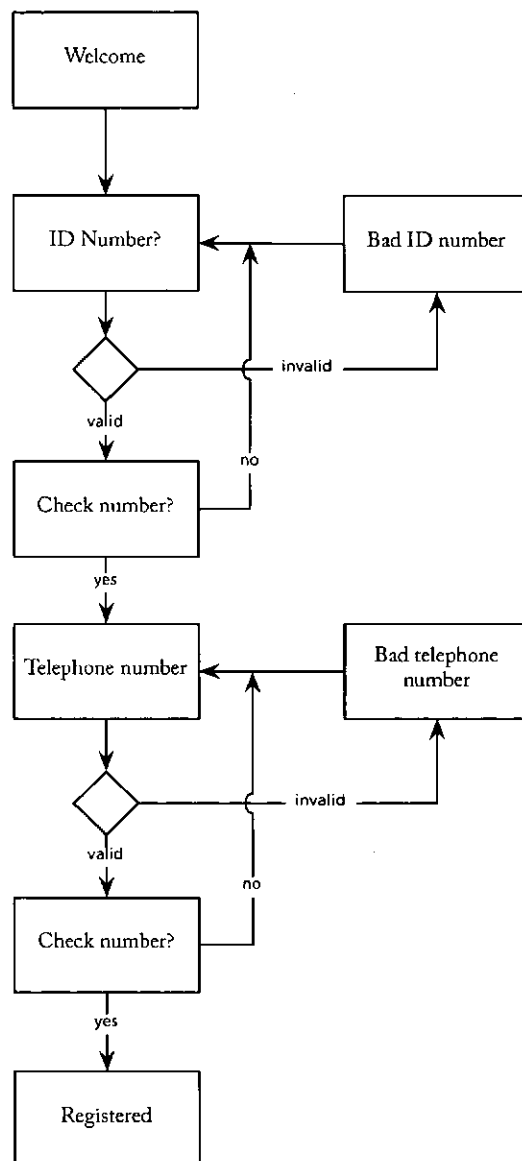 Welcome
ID Number?
Bad ID number
invalid
valid
no
Check number?
yes
Telephone number
Bad telephone
number
invalid
valid
no
Check number?
yes
Registered